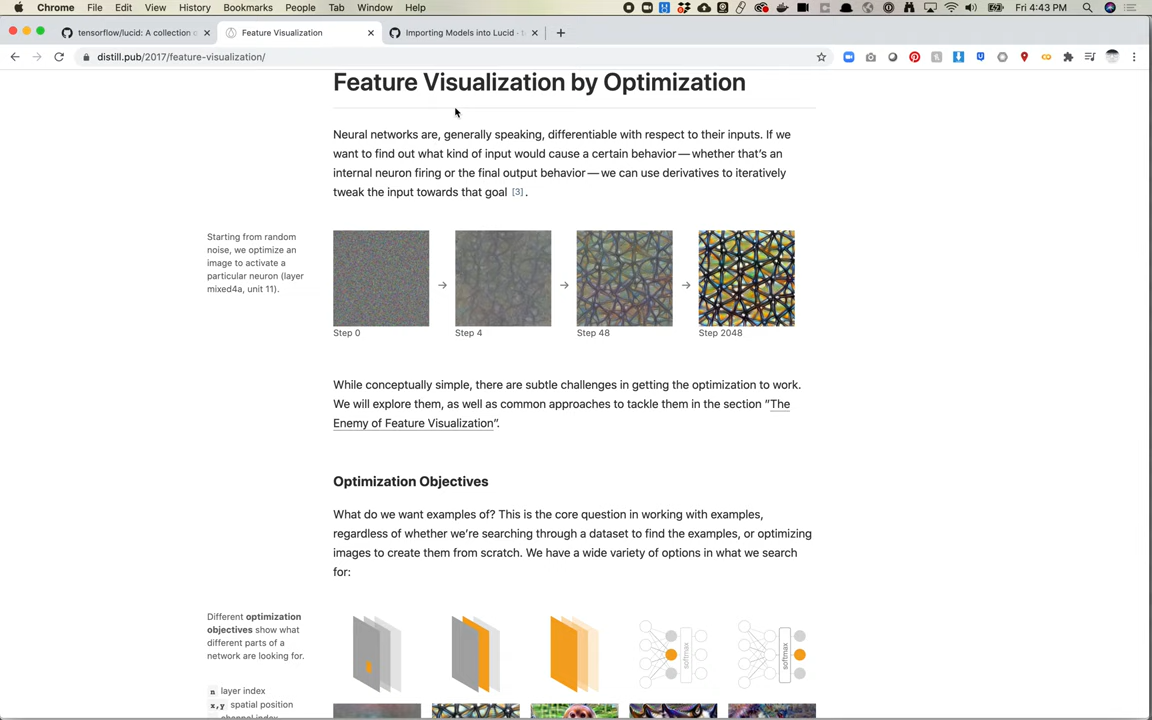 Chrome File Edit View History Bookmarks People Tab Window Help Fri 4:43 PM
tensorflow/lucid: A collection Feature Visualization Importing Models into Lucid
distill.pub/2017/feature-visualization/
Feature Visualization by Optimization
Neural networks are, generally speaking, differentiable with respect to their inputs. If we
want to find out what kind of input would cause a certain behavior — whether that's an
internal neuron firing or the final output behavior — we can use derivatives to iteratively
tweak the input towards that goal [3] .
Starting from random
noise, we optimize an
image to activate a
particular neuron (layer
mixed4a, unit 11).
→ → →
Step 0 Step 4 Step 48 Step 2048
While conceptually simple, there are subtle challenges in getting the optimization to work.
We will explore them, as well as common approaches to tackle them in the section "The
Enemy of Feature Visualization".
Optimization Objectives
What do we want examples of? This is the core question in working with examples,
regardless of whether we're searching through a dataset to find the examples, or optimizing
images to create them from scratch. We have a wide variety of options in what we search
for:
Different optimization
objectives show what
different parts of a
network are looking for.
softmax softmax
n layer index
x,y spatial position